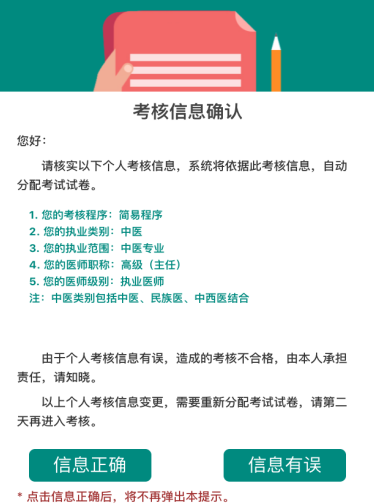 考核信息确认
您好：
请核实以下个人考核信息，系统将依据此考核信息，自动
分配考试试卷。
1. 您的考核程序：简易程序
2. 您的执业类别：中医
3. 您的执业范围：中医专业
4. 您的医师职称：高级（主任）
5. 您的医师级别：执业医师
注：中医类别包括中医、民族医、中西医结合
由于个人考核信息有误，造成的考核不合格，由本人承担
责任，请知晓。
以上个人考核信息变更，需要重新分配考试试卷，请第二
天再进入考核。
信息正确
信息有误
* 点击信息正确后，将不再弹出本提示。